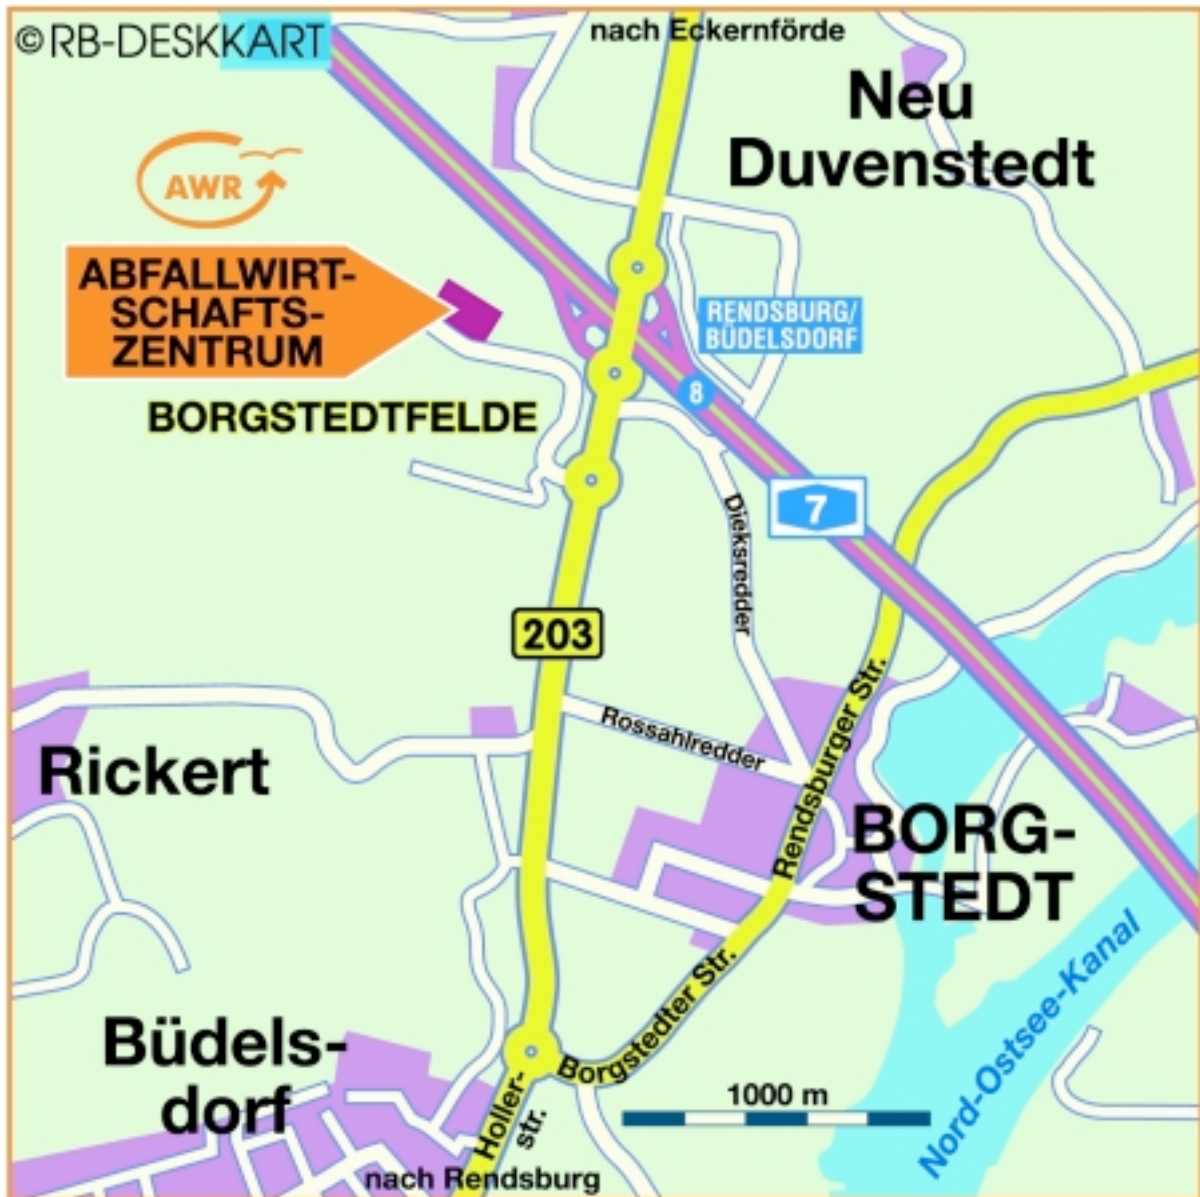 ©RB-DESKKART
nach Eckernförde
Neu
Duvenstedt
AWR
ABFALLWIRT-
SCHAFTS-
ZENTRUM
RENDSBURG/
BÜDELSDORF
8
BORGSTEDTFELDE
7
Dieksredder
203
Rossahlredder
Rendsburger Str.
Rickert
BORG-
STEDT
Nord-Ostsee-Kanal
Borgstedter Str.
Büdels-
dorf
Holler-
str.
1000 m
nach Rendsburg